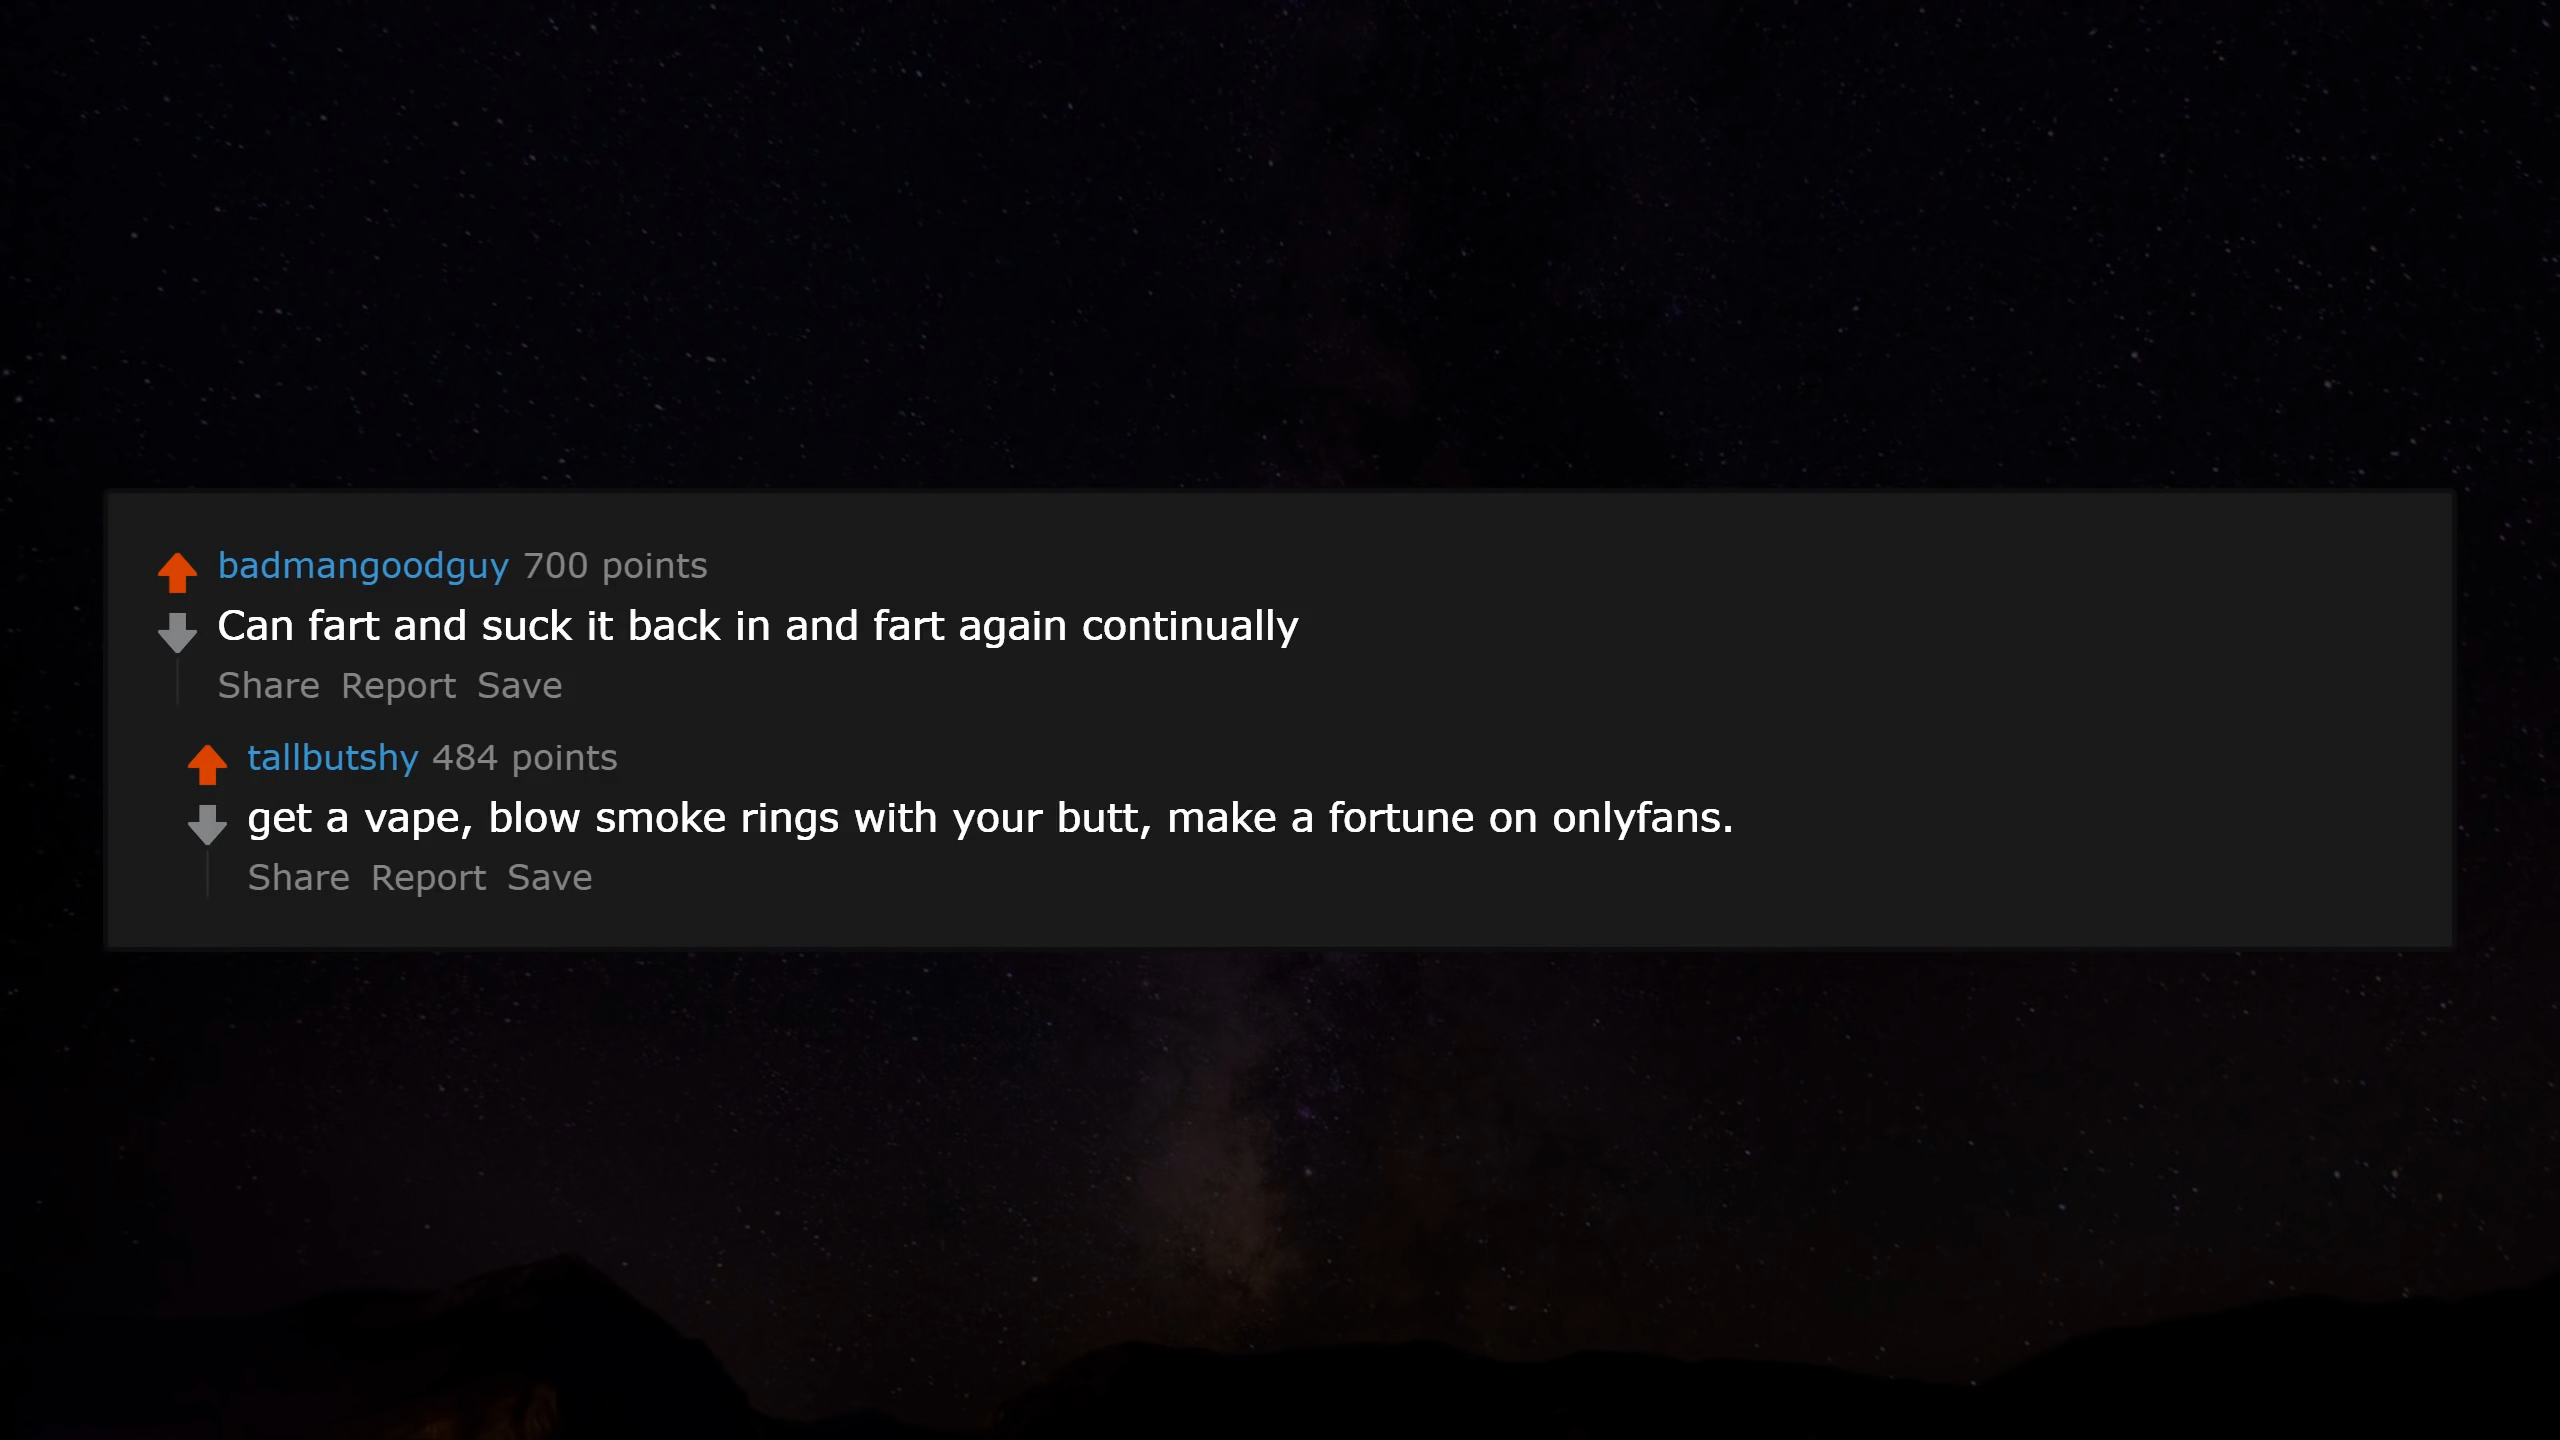 badmangoodguy 700 points
Can fart and suck it back in and fart again continually
Share Report Save
tallbutshy 484 points
get a vape, blow smoke rings with your butt, make a fortune on onlyfans.
Share Report Save